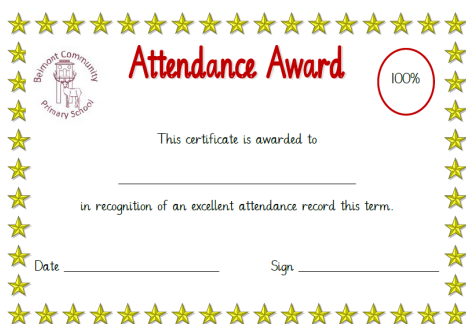 Belmont Community
Primary School
Attendance Award
100%
This certificate is awarded to
in recognition of an excellent attendance record this term.
Date
Sign